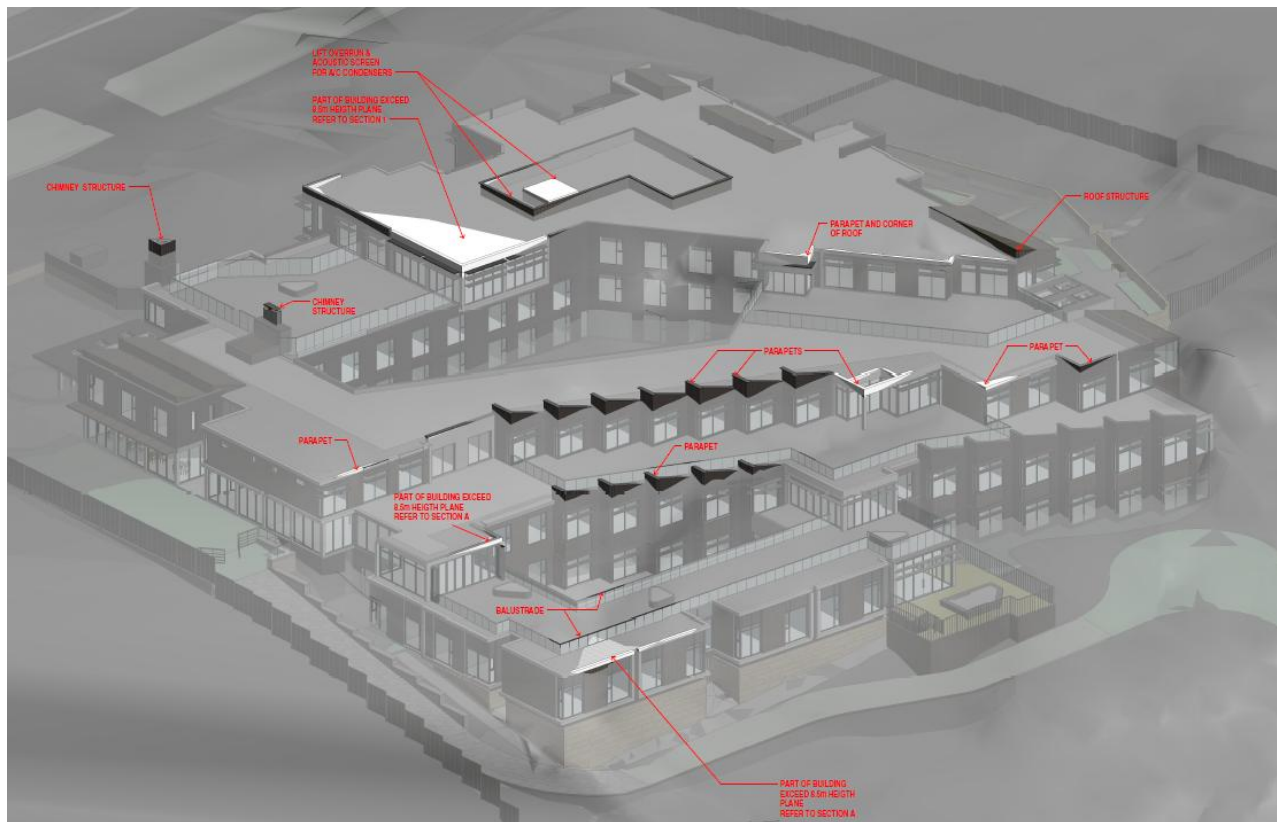 LIFT OVERRUN &
ACOUSTIC SCREEN
FOR A/C CONDENSERS
PART OF BUILDING EXCEED
8.5m HEIGTH PLANE
REFER TO SECTION 1
CHIMNEY STRUCTURE
ROOF STRUCTURE
PARAPET AND CORNER
OF ROOF
CHIMNEY
STRUCTURE
PARAPETS
PARAPET
PARAPET
PARAPET
PART OF BUILDING EXCEED
8.5m HEIGTH PLANE
REFER TO SECTION A
BALUSTRADE
PART OF BUILDING
EXCEED 8.5m HEIGTH
PLANE
REFER TO SECTION A